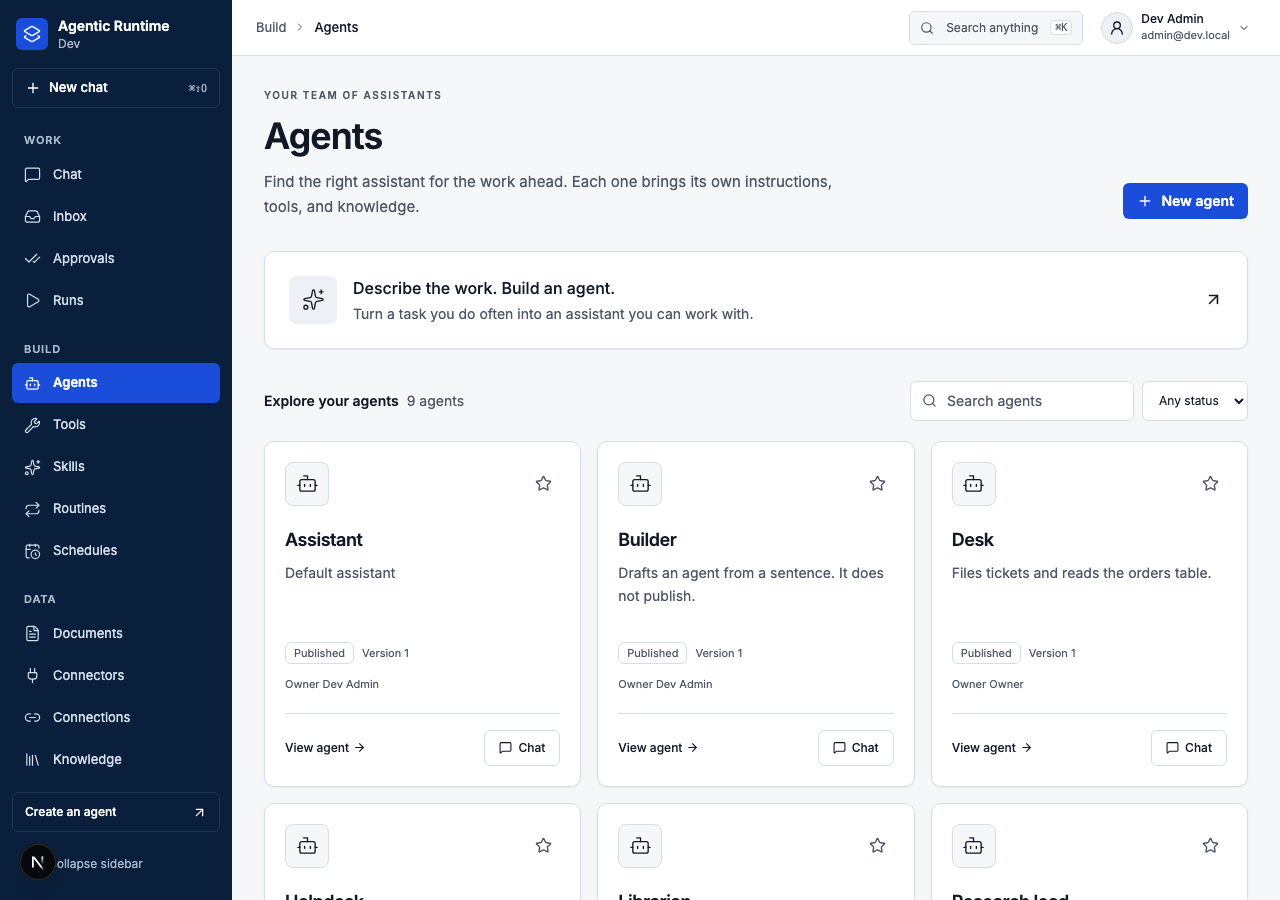 Agentic Runtime
Dev
New chat
⌘⇧O
WORK
Chat
Inbox
Approvals
Runs
BUILD
Agents
Tools
Skills
Routines
Schedules
DATA
Documents
Connectors
Connections
Knowledge
Create an agent
N
ollapse sidebar
Build
Agents
Search anything
⌘K
Dev Admin
admin@dev.local
YOUR TEAM OF ASSISTANTS
Agents
Find the right assistant for the work ahead. Each one brings its own instructions,
tools, and knowledge.
New agent
Describe the work. Build an agent.
Turn a task you do often into an assistant you can work with.
Explore your agents 9 agents
Search agents
Any status
Assistant
Default assistant
Published Version 1
Owner Dev Admin
View agent →
Chat
Builder
Drafts an agent from a sentence. It does
not publish.
Published Version 1
Owner Dev Admin
View agent →
Chat
Desk
Files tickets and reads the orders table.
Published Version 1
Owner Owner
View agent →
Chat
Helpdesk
Librarian
Research lead